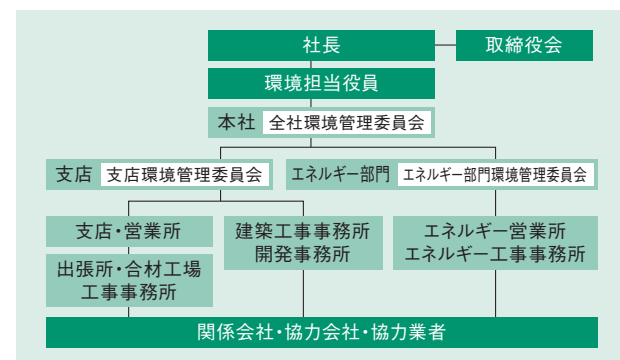 社長
取締役会
環境担当役員
本社 全社環境管理委員会
支店 支店環境管理委員会
エネルギー部門 エネルギー部門環境管理委員会
支店・営業所
建築工事事務所
開発事務所
エネルギー営業所
エネルギー工事事務所
出張所・合材工場
工事事務所
関係会社・協力会社・協力業者